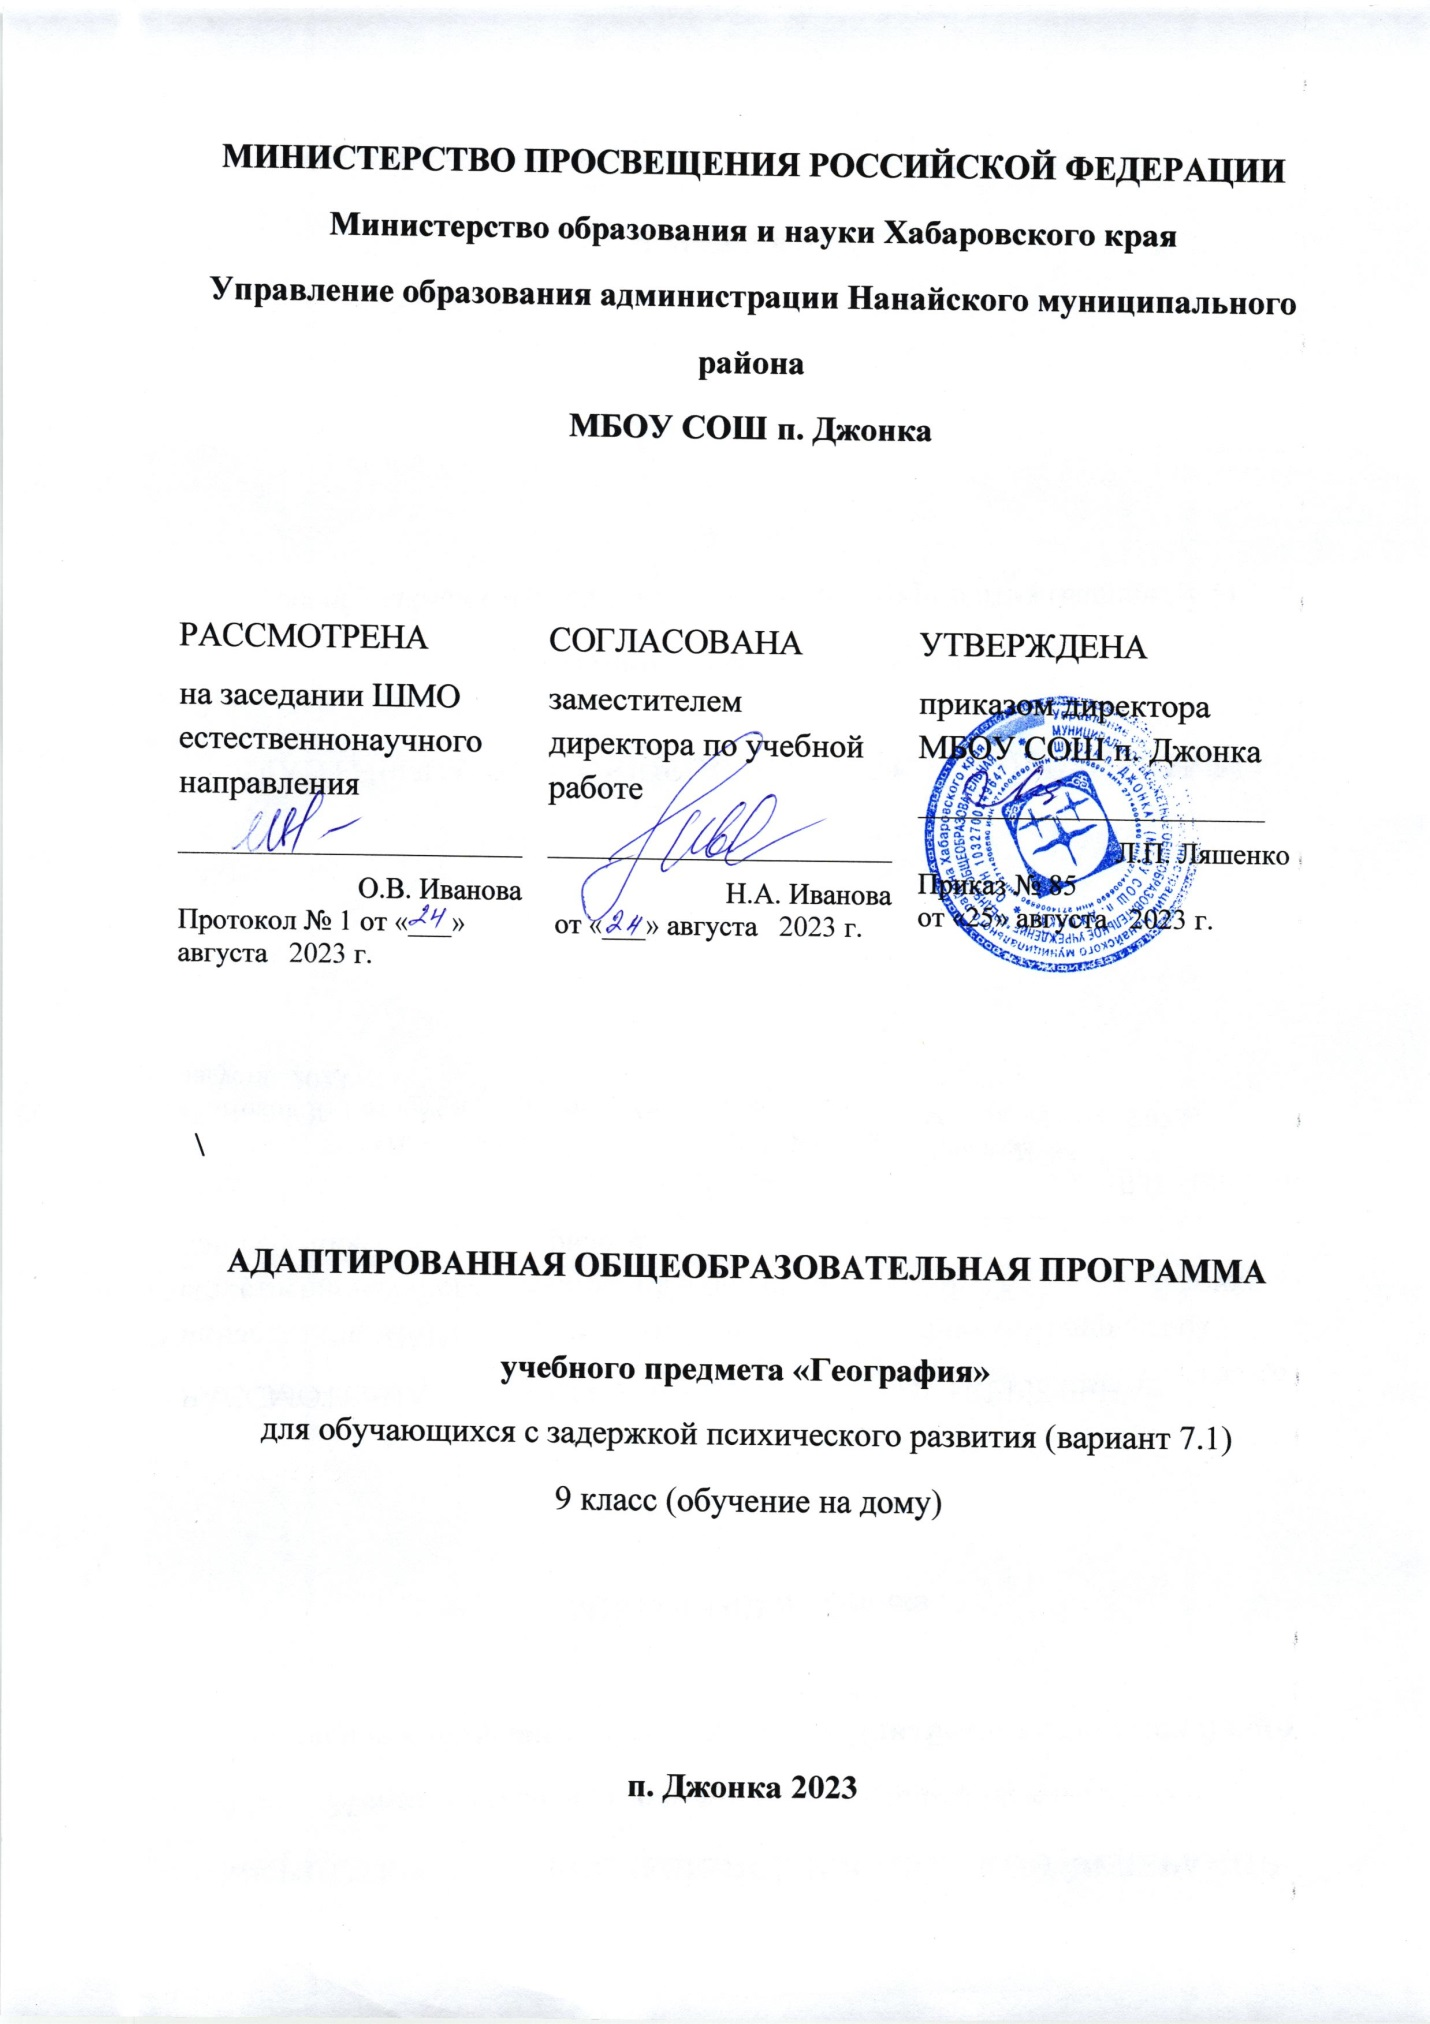 МИНИСТЕРСТВО ПРОСВЕЩЕНИЯ РОССИЙСКОЙ ФЕДЕРАЦИИ
Министерство образования и науки Хабаровского края
Управление образования администрации Нанайского муниципального
района
МБОУ СОШ п. Джонка
РАССМОТРЕНА
на заседании ШМО
естественнонаучного
направления
О.В. Иванова
Протокол № 1 от «24»
августа 2023 г.
СОГЛАСОВАНА
заместителем
директора по учебной
работе
Н.А. Иванова
от «24» августа 2023 г.
УТВЕРЖДЕНА
приказом директора
МБОУ СОШ п. Джонка
Л.П. Ляшенко
Приказ № 85
от «25» августа 2023 г.
\
АДАПТИРОВАННАЯ ОБЩЕОБРАЗОВАТЕЛЬНАЯ ПРОГРАММА
учебного предмета «География»
для обучающихся с задержкой психического развития (вариант 7.1)
9 класс (обучение на дому)
п. Джонка 2023